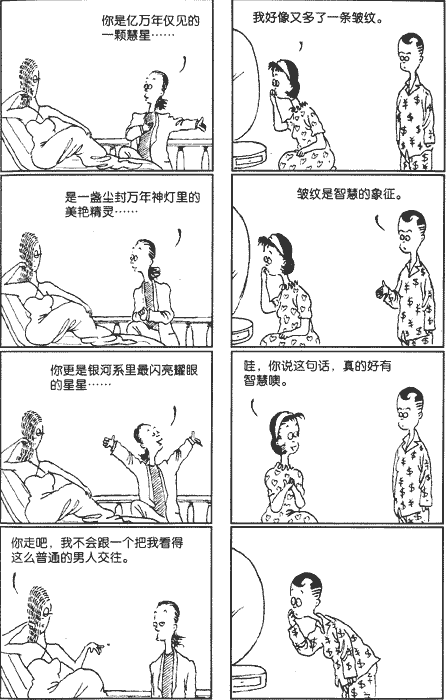 你是亿万年仅见的
一颗慧星……
是一盏尘封万年神灯里的
美艳精灵……
你更是银河系里最闪亮耀眼
的星星……
你走吧，我不会跟一个把我看得
这么普通的男人交往。
我好像又多了一条皱纹。
皱纹是智慧的象征。
哇，你说这句话，真的好有
智慧噢。